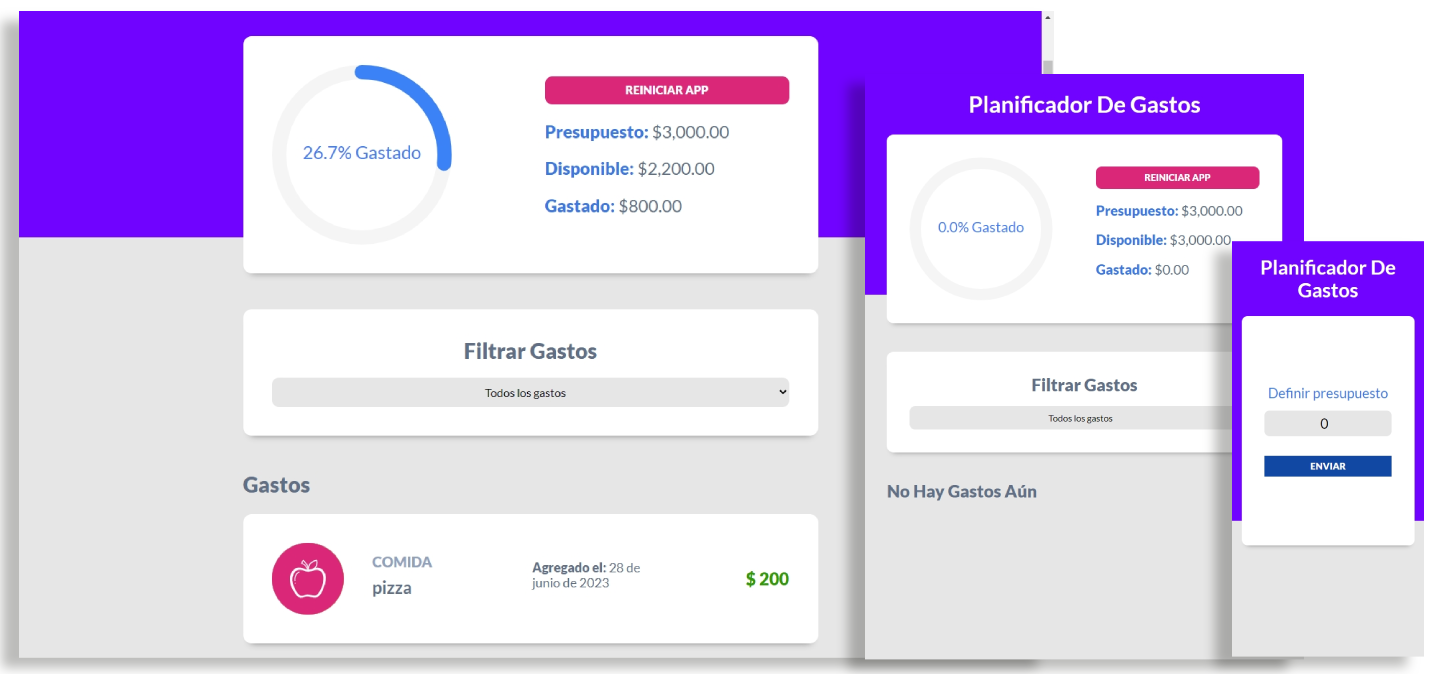 26.7% Gastado
REINICIAR APP
Presupuesto: $3,000.00
Disponible: $2,200.00
Gastado: $800.00
Filtrar Gastos
Todos los gastos
Gastos
COMIDA
pizza
Agregado el: 28 de
junio de 2023
$ 200
Planificador De Gastos
0.0% Gastado
REINICIAR APP
Presupuesto: $3,000.00
Disponible: $3,000.00
Gastado: $0.00
Filtrar Gastos
Todos los gastos
No Hay Gastos Aún
Planificador De
Gastos
Definir presupuesto
0
ENVIAR